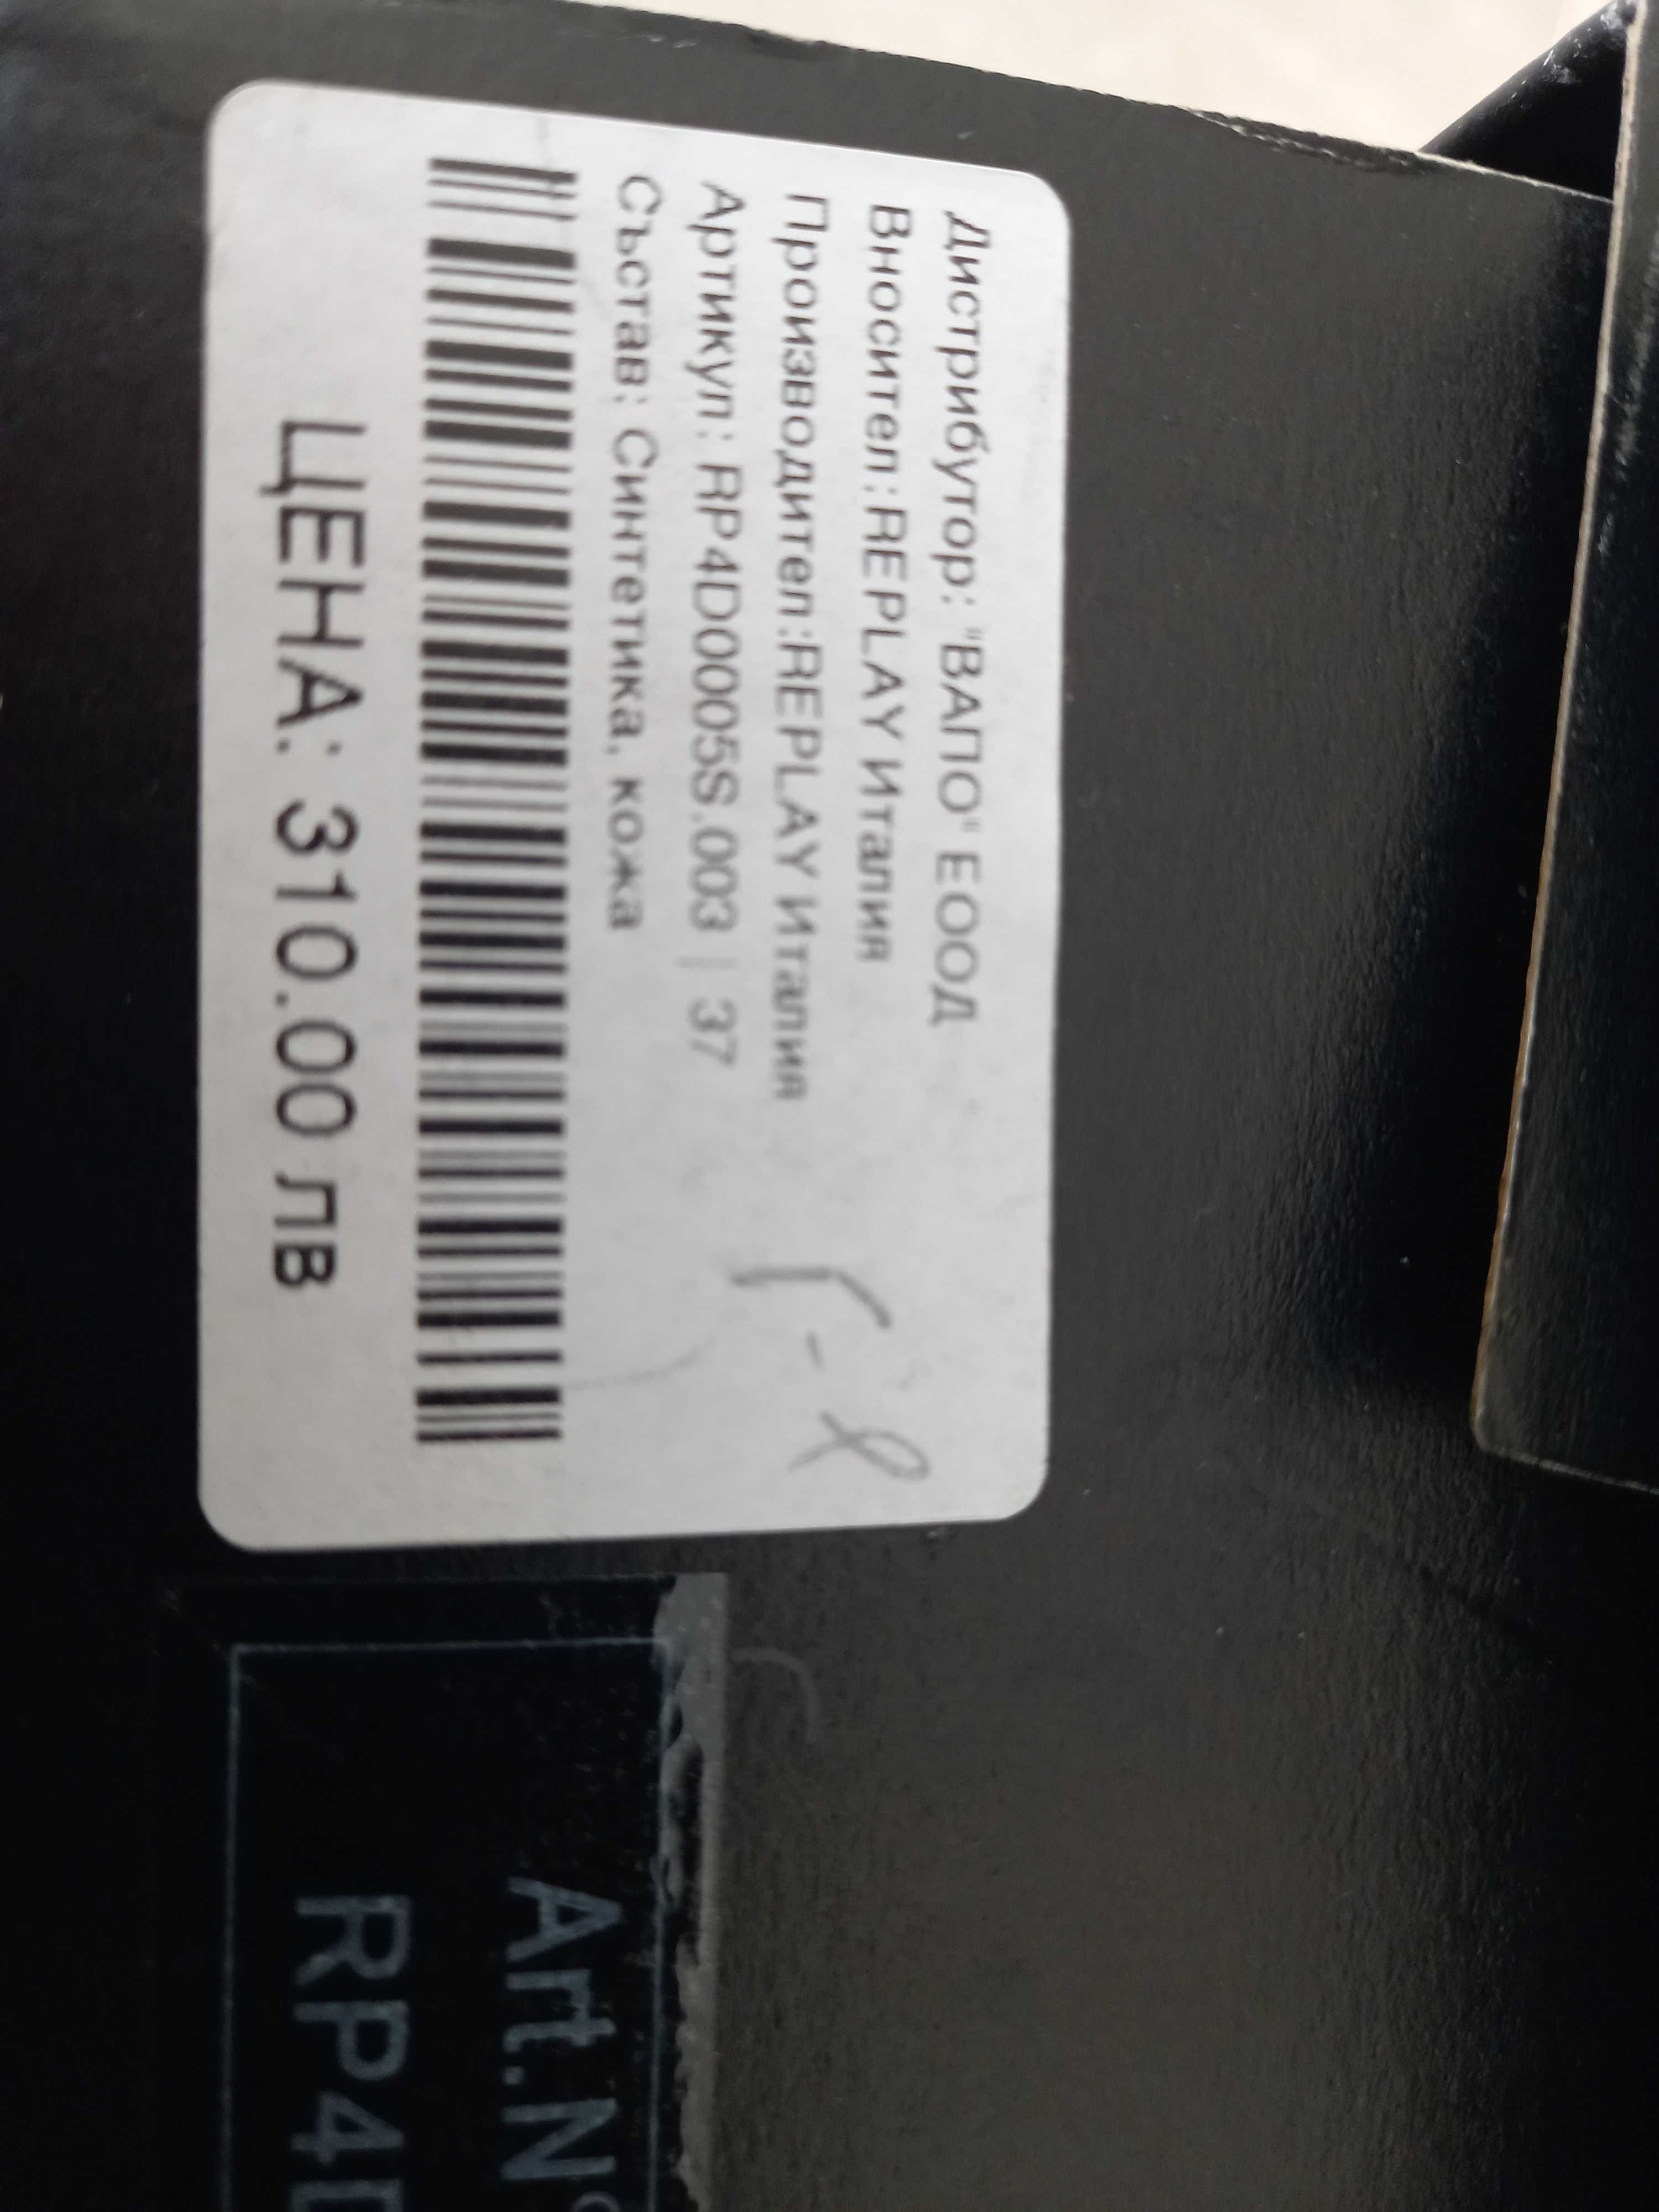 Дистрибутор: "ВАПО" ЕООД
Вносител:REPLAY Италия
Производител:REPLAY Италия
Артикул: RP4D0005S.003 | 37
Състав: Синтетика, кожа
ЦЕНА: 310.00 лв
Art.N°
RP4D